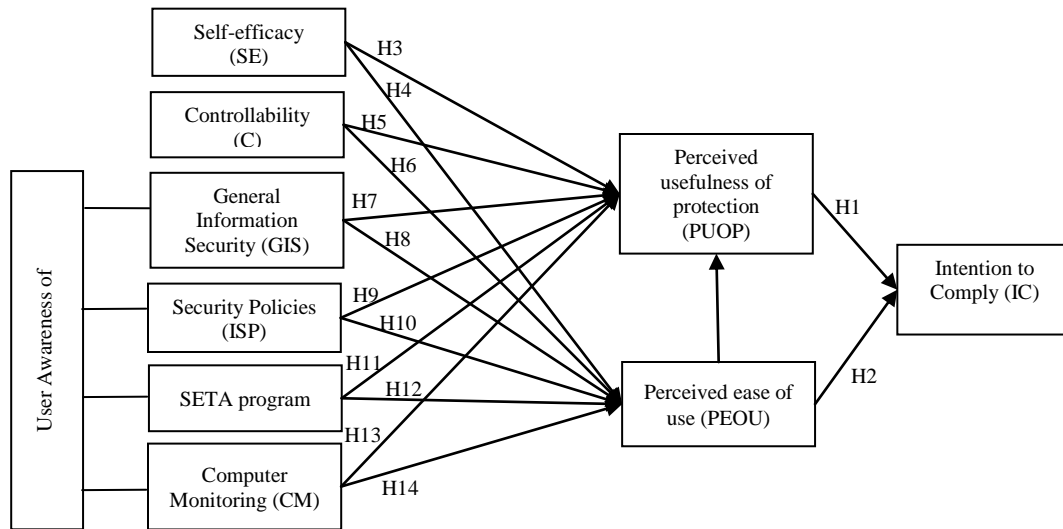 Self-efficacy
(SE)
Controllability
(C)
General
Information
Security (GIS)
Security Policies
(ISP)
SETA program
Computer
Monitoring (CM)
User Awareness of
H3
H4
H5
H6
H7
H8
H9
H10
H11
H12
H13
H14
Perceived
usefulness of
protection
(PUOP)
Perceived ease of
use (PEOU)
H1
H2
Intention to
Comply (IC)